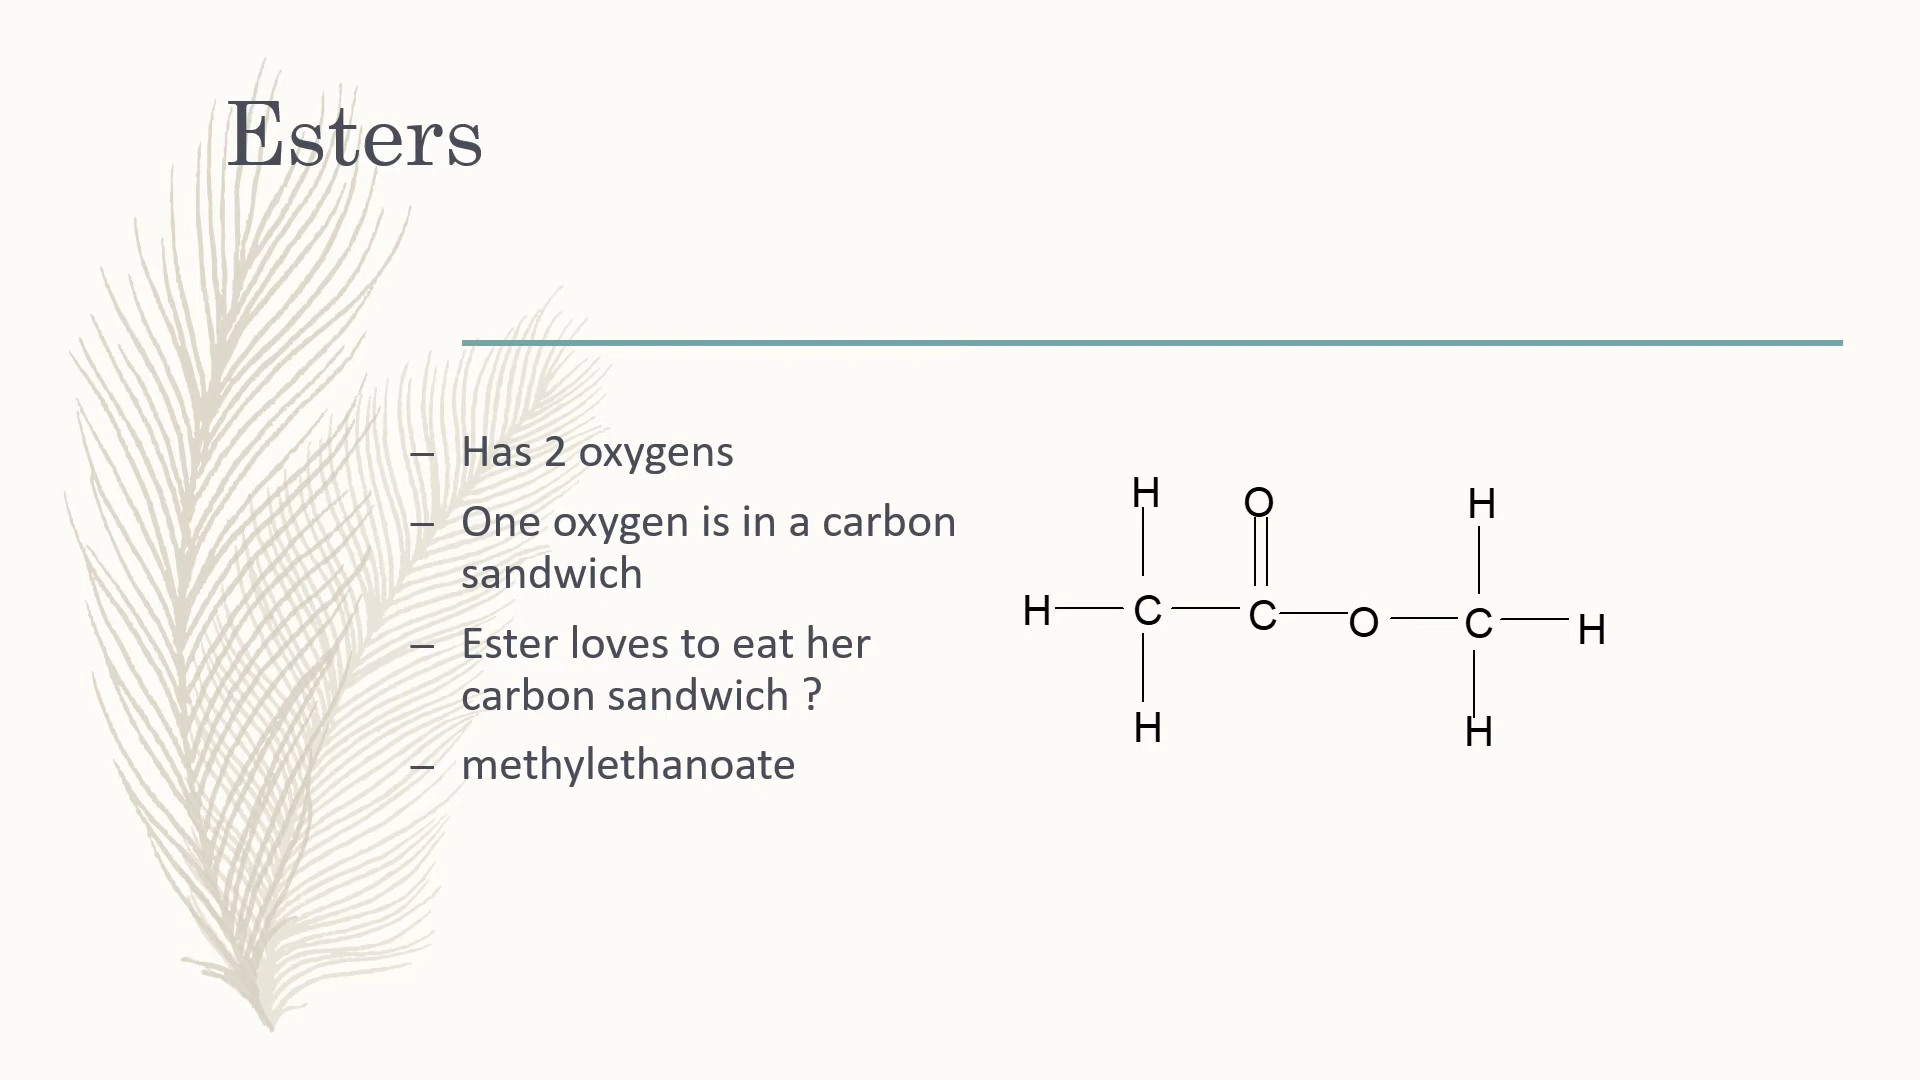 Esters
– Has 2 oxygens
– One oxygen is in a carbon
sandwich
– Ester loves to eat her
carbon sandwich ?
– methylethanoate
H O H
H C C O C H
H H